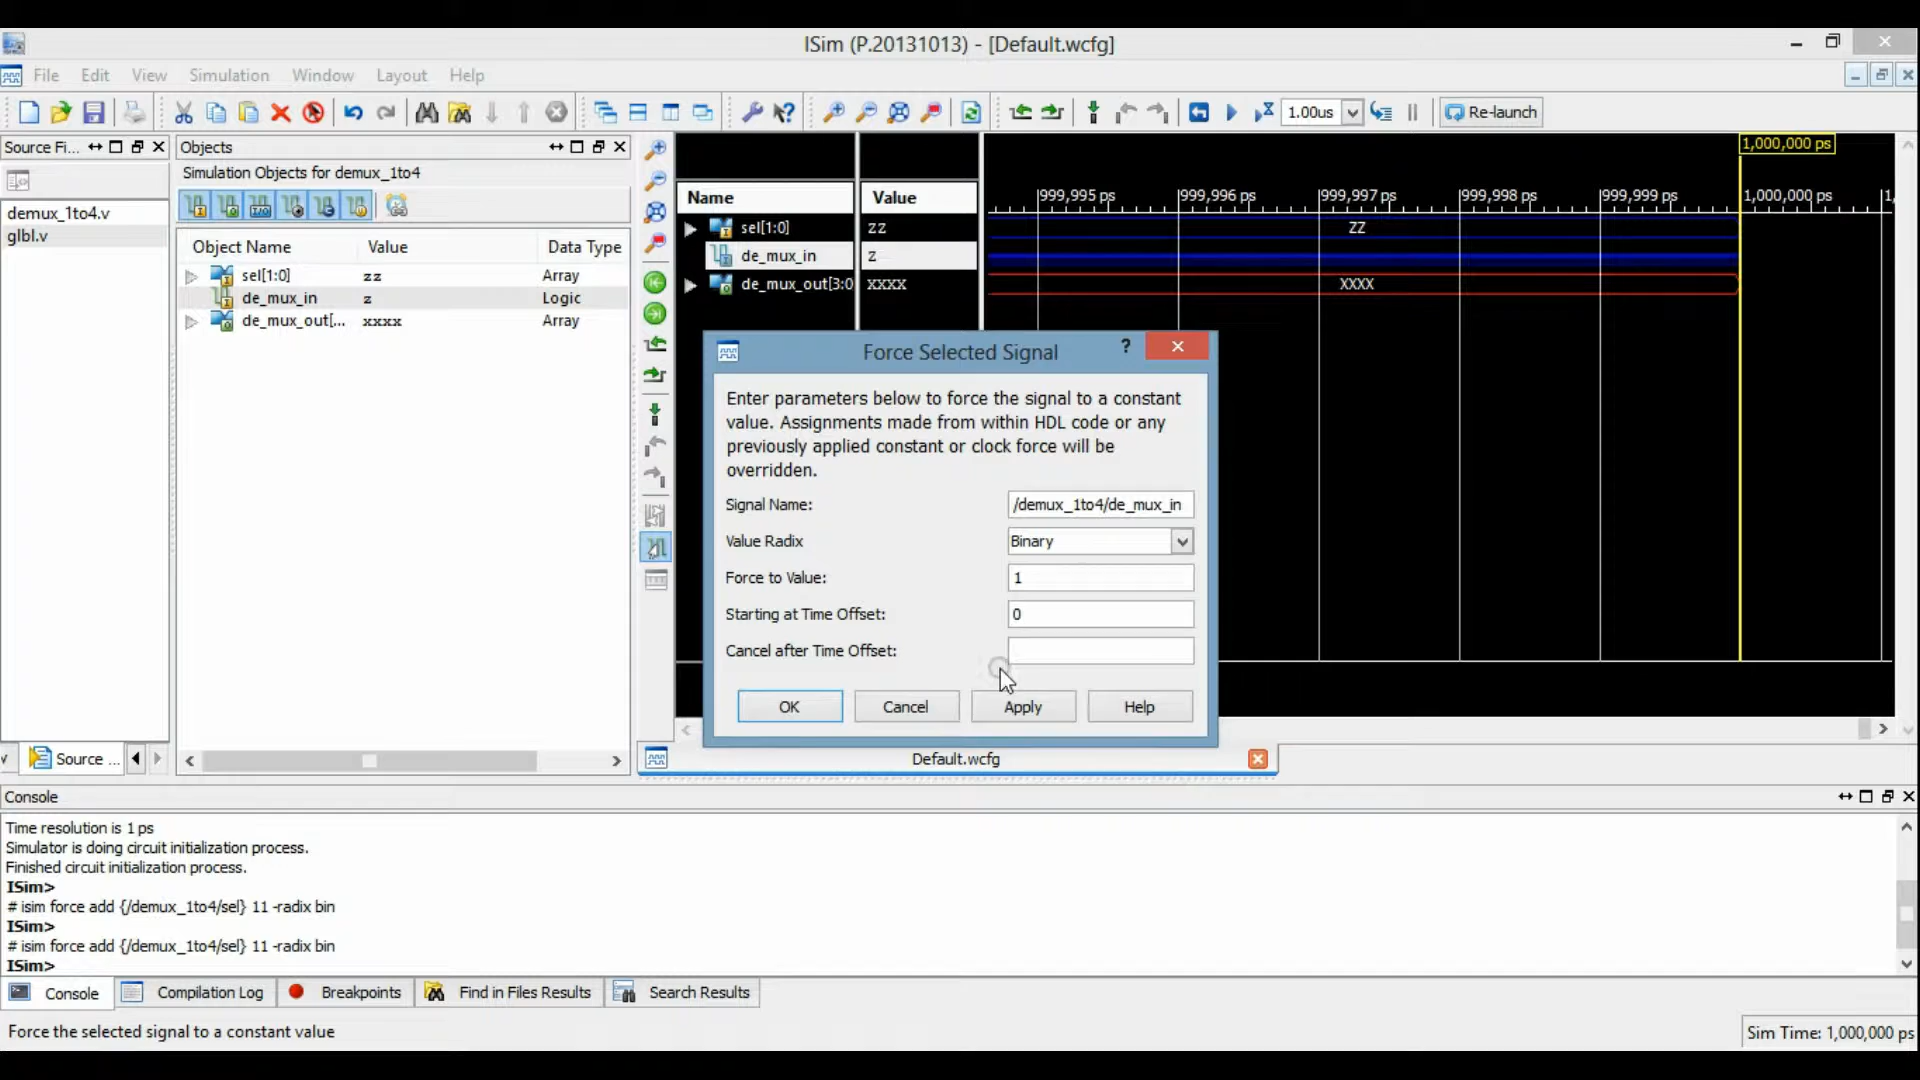 ISim (P.20131013) - [Default.wcfg]
File Edit View Simulation Window Layout Help
1.00us
Re-launch
Source Fi...
demux_1to4.v
glbl.v
Source ...
Objects
Simulation Objects for demux_1to4
Object Name Value Data Type
sel[1:0] zz Array
de_mux_in z Logic
de_mux_out[... xxxx Array
1,000,000 ps
999,995 ps 999,996 ps 999,997 ps 999,998 ps 999,999 ps 1,000,000 ps 1,
Name Value
sel[1:0] zz ZZ
de_mux_in z
de_mux_out[3:0 xxxx XXXX
Force Selected Signal
?
Enter parameters below to force the signal to a constant
value. Assignments made from within HDL code or any
previously applied constant or clock force will be
overridden.
Signal Name: /demux_1to4/de_mux_in
Value Radix Binary
Force to Value: 1
Starting at Time Offset: 0
Cancel after Time Offset:
OK Cancel Apply Help
Default.wcfg
Console
Time resolution is 1 ps
Simulator is doing circuit initialization process.
Finished circuit initialization process.
ISim>
# isim force add {/demux_1to4/sel} 11 -radix bin
ISim>
# isim force add {/demux_1to4/sel} 11 -radix bin
ISim>
Console Compilation Log Breakpoints Find in Files Results Search Results
Force the selected signal to a constant value
Sim Time: 1,000,000 ps